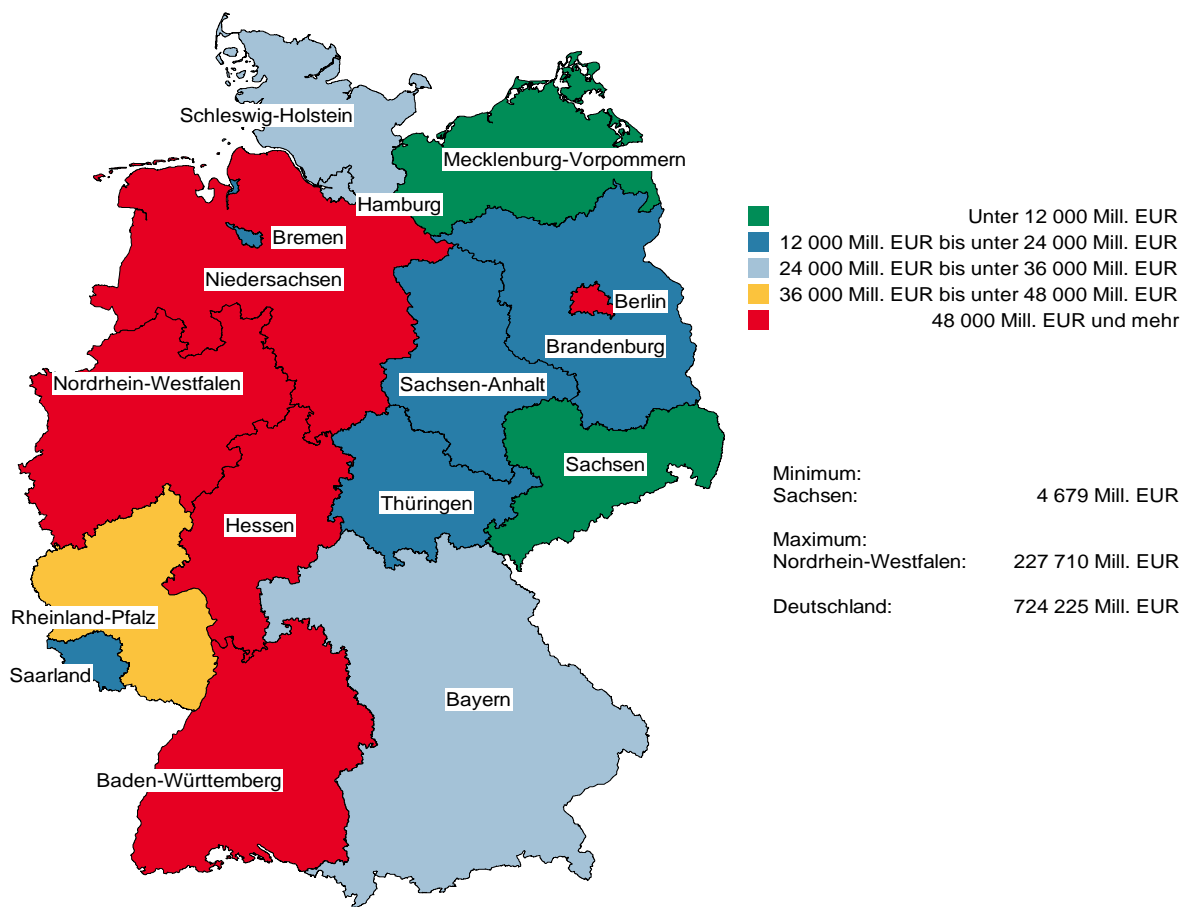 Schleswig-Holstein
Mecklenburg-Vorpommern
Hamburg
Bremen
Niedersachsen
Berlin
Brandenburg
Nordrhein-Westfalen
Sachsen-Anhalt
Sachsen
Thüringen
Hessen
Rheinland-Pfalz
Saarland
Bayern
Baden-Württemberg
Unter 12 000 Mill. EUR
12 000 Mill. EUR bis unter 24 000 Mill. EUR
24 000 Mill. EUR bis unter 36 000 Mill. EUR
36 000 Mill. EUR bis unter 48 000 Mill. EUR
48 000 Mill. EUR und mehr
Minimum:
Sachsen: 4 679 Mill. EUR
Maximum:
Nordrhein-Westfalen: 227 710 Mill. EUR
Deutschland: 724 225 Mill. EUR